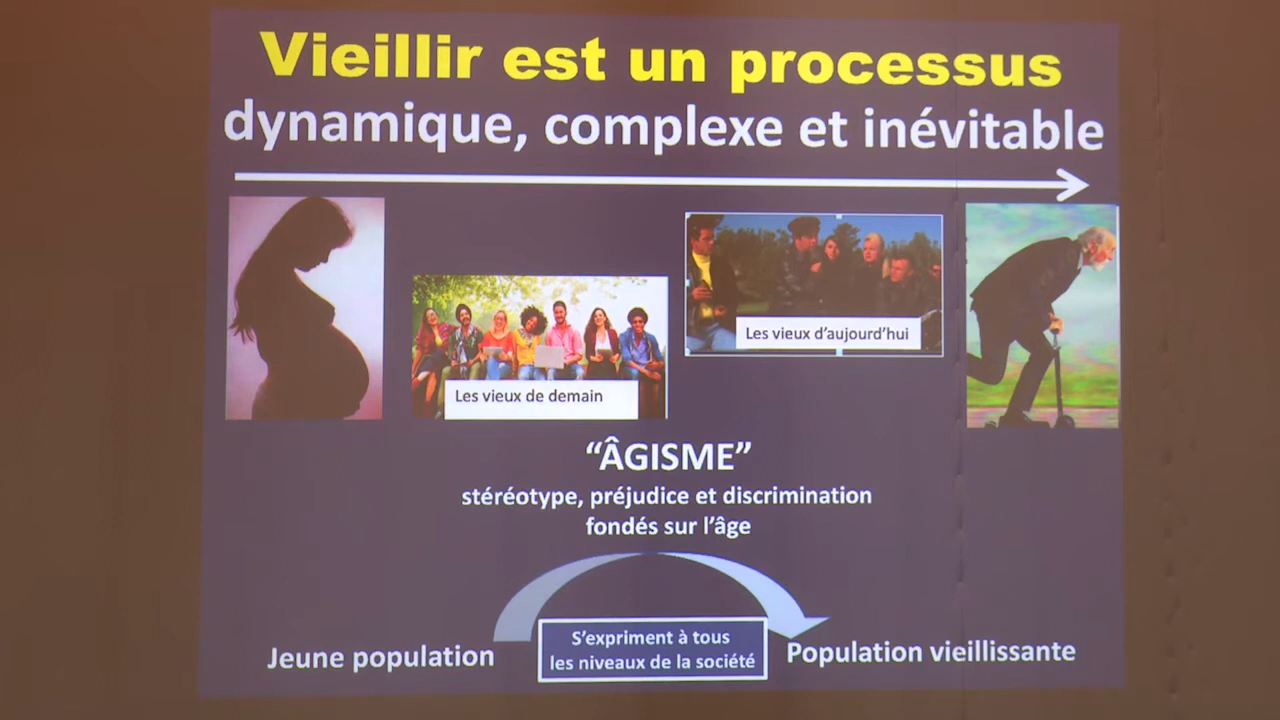 Vieillir est un processus
dynamique, complexe et inévitable
Les vieux d'aujourd'hui
Les vieux de demain
“ÂGISME”
stéréotype, préjudice et discrimination
fondés sur l'âge
S'expriment à tous
les niveaux de la société
Jeune population
Population vieillissante